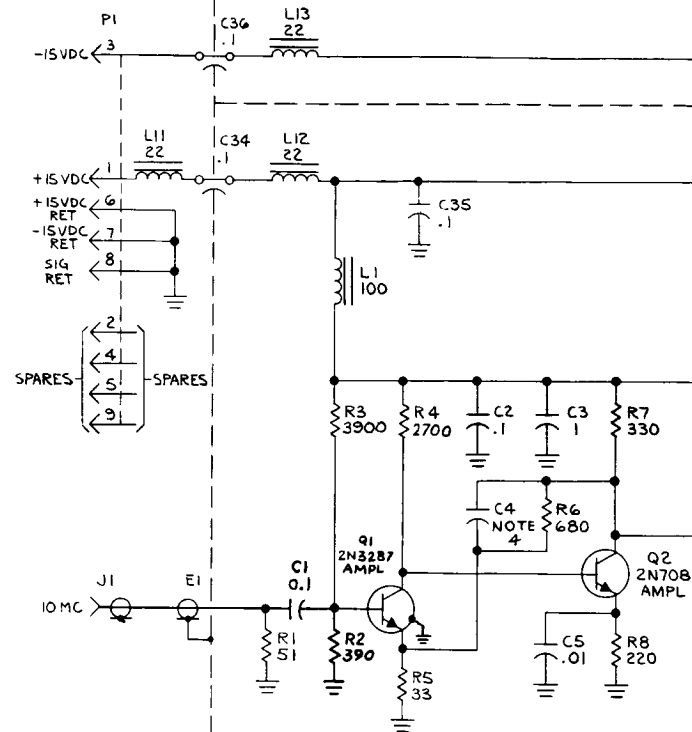 P1
C36
.1
L13
22
-15VDC
3
L11
22
C34
.1
L12
22
+15VDC
1
+15VDC
RET
6
-15VDC
RET
7
SIG
RET
8
C35
.1
L1
100
2
4
SPARES
SPARES
5
9
R3
3900
R4
2700
C2
.1
C3
1
R7
330
C4
NOTE
4
R6
680
Q1
2N3287
AMPL
Q2
2N708
AMPL
J1
E1
C1
0.1
10MC
R1
51
R2
390
R5
33
C5
.01
R8
220